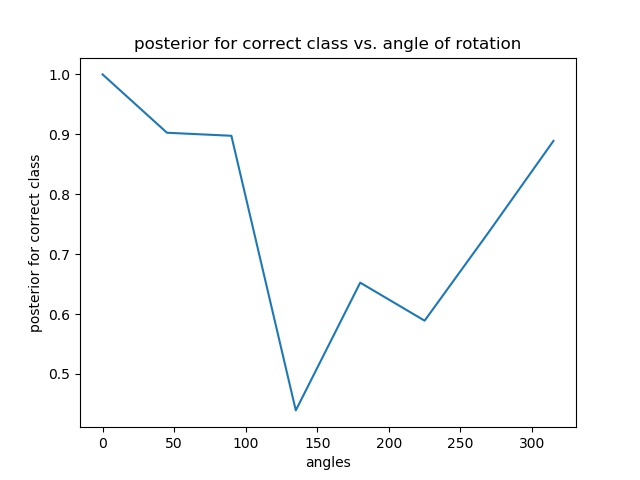 posterior for correct class vs. angle of rotation
1.0
0.9
0.8
0.7
0.6
0.5
posterior for correct class
0 50 100 150 200 250 300
angles